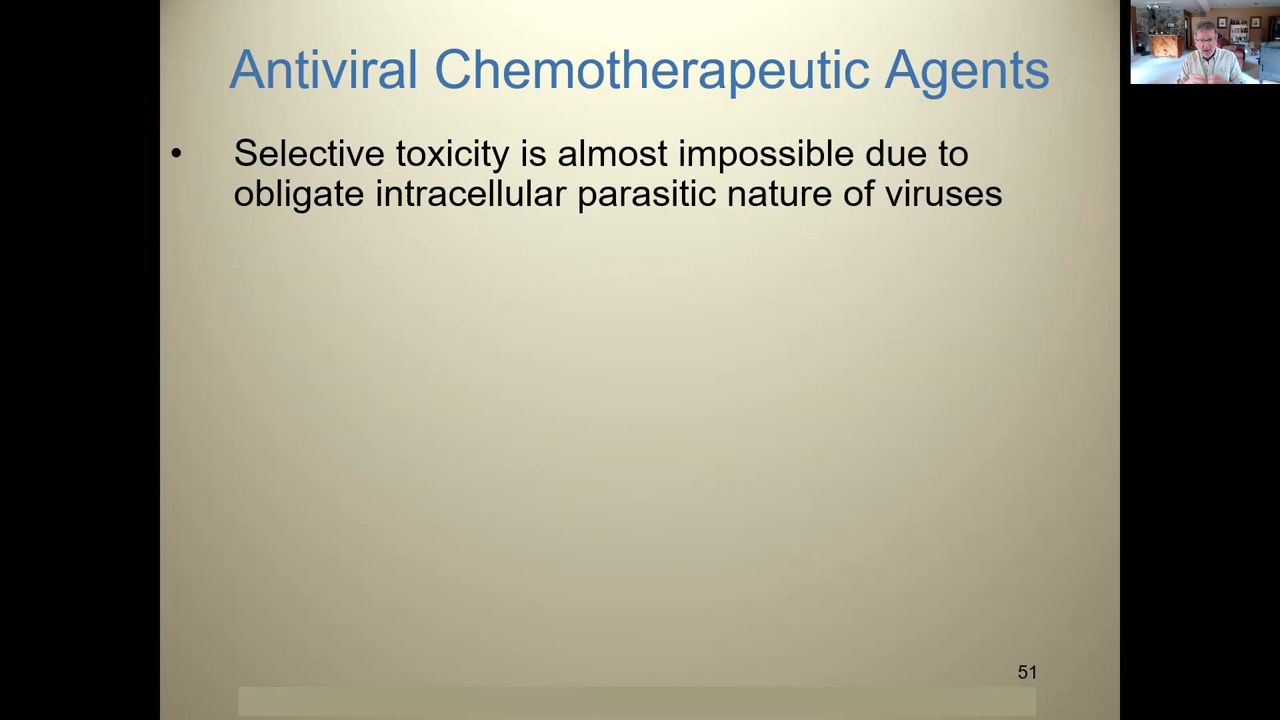 Antiviral Chemotherapeutic Agents
• Selective toxicity is almost impossible due to
obligate intracellular parasitic nature of viruses
51